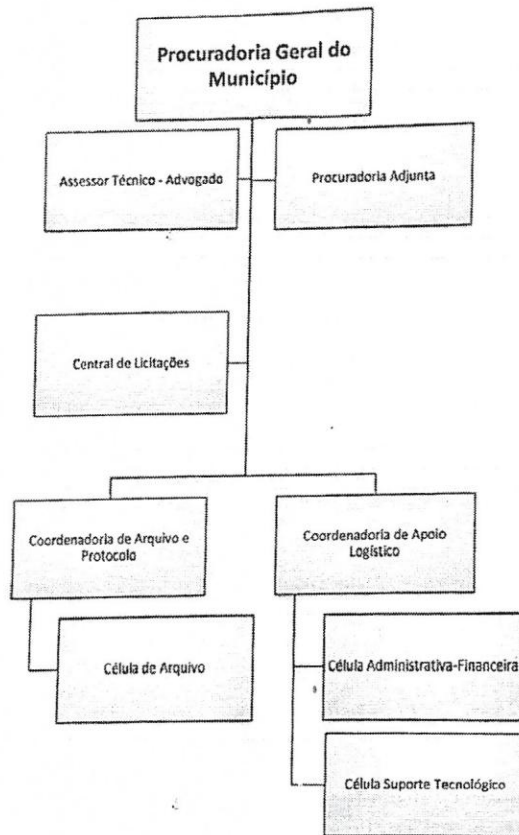 Procuradoria Geral do
Município
Assessor Técnico - Advogado
Procuradoria Adjunta
Central de Licitações
Coordenadoria de Arquivo e
Protocolo
Coordenadoria de Apoio
Logístico
Célula de Arquivo
Célula Administrativa-Financeira
Célula Suporte Tecnológico